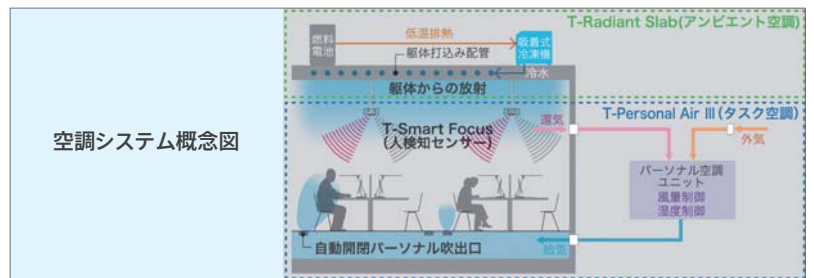 空調システム概念図
T-Radiant Slab(アンビエント空調)
燃料
電池
低温排熱
吸着式
冷凍機
躯体打込み配管
冷水
躯体からの放射
T-Personal Air Ⅲ(タスク空調)
T-Smart Focus
(人検知センサー)
還気
外気
パーソナル空調
ユニット
風量制御
湿度制御
自動開閉パーソナル吹出口
給気